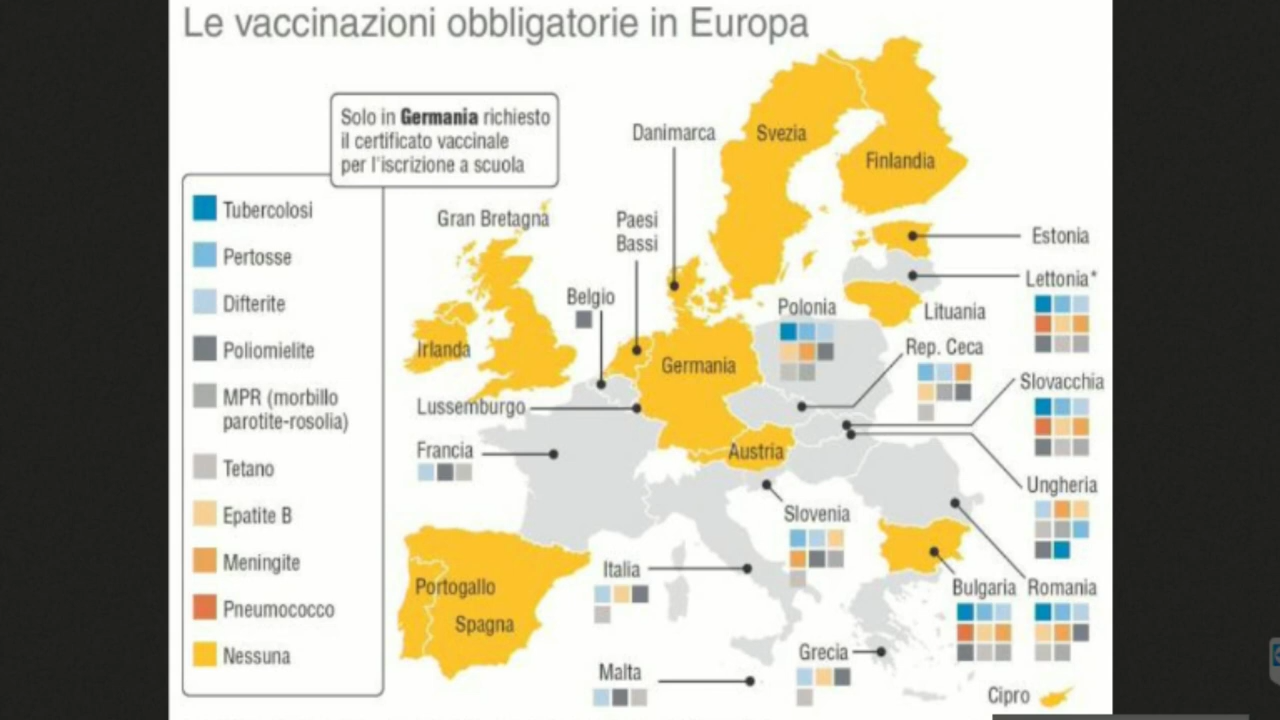 Le vaccinazioni obbligatorie in Europa
Solo in Germania richiesto
il certificato vaccinale
per l'iscrizione a scuola
Tubercolosi
Pertosse
Difterite
Poliomielite
MPR (morbillo
parotite-rosolia)
Tetano
Epatite B
Meningite
Pneumococco
Nessuna
Danimarca
Svezia
Finlandia
Gran Bretagna
Paesi
Bassi
Estonia
Lettonia*
Belgio
Polonia
Lituania
Irlanda
Germania
Rep. Ceca
Slovacchia
Lussemburgo
Francia
Austria
Ungheria
Slovenia
Italia
Portogallo
Spagna
Bulgaria
Romania
Grecia
Malta
Cipro